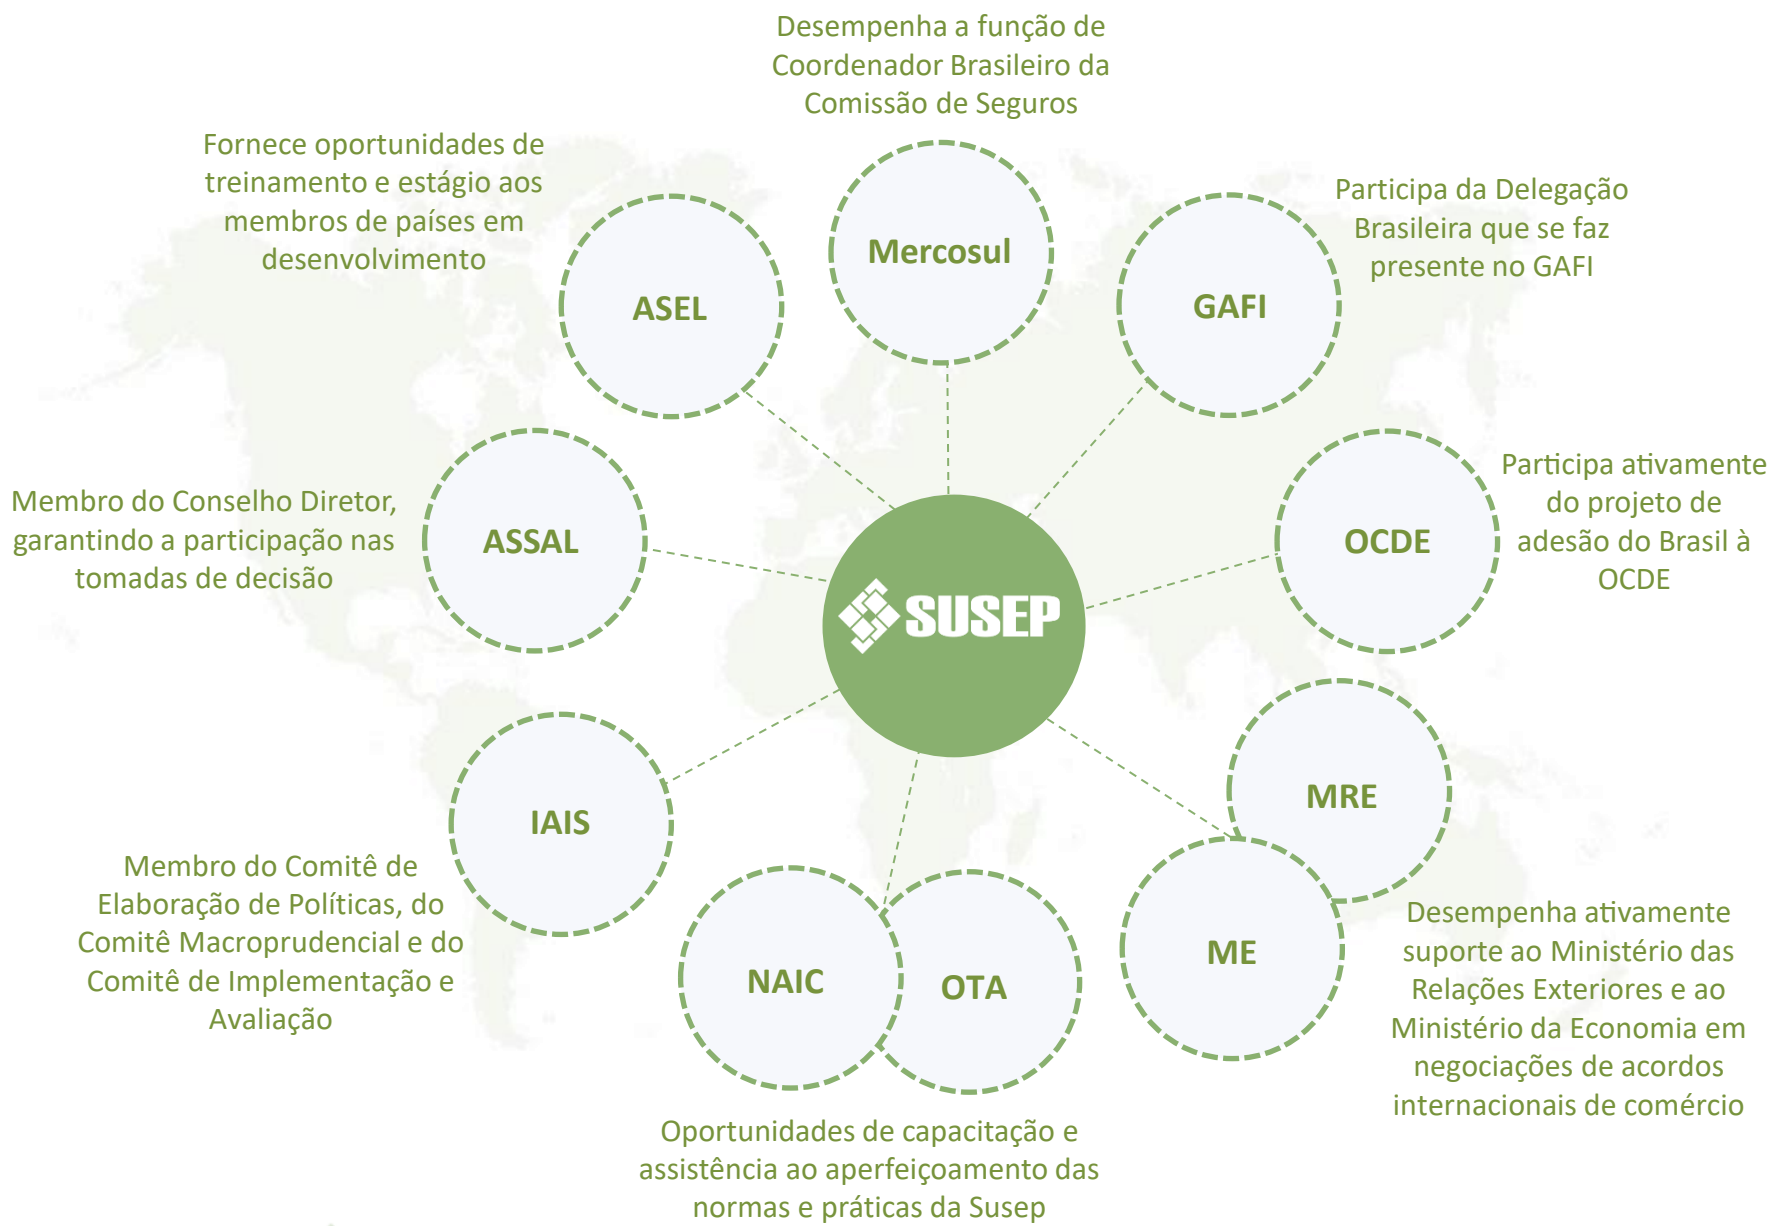 Desempenha a função de
Coordenador Brasileiro da
Comissão de Seguros
Mercosul
Fornece oportunidades de
treinamento e estágio aos
membros de países em
desenvolvimento
ASEL
Participa da Delegação
Brasileira que se faz
presente no GAFI
GAFI
Membro do Conselho Diretor,
garantindo a participação nas
tomadas de decisão
ASSAL
Participa ativamente
do projeto de
adesão do Brasil à
OCDE
OCDE
SUSEP
IAIS
Membro do Comitê de
Elaboração de Políticas, do
Comitê Macroprudencial e do
Comitê de Implementação e
Avaliação
MRE
ME
Desempenha ativamente
suporte ao Ministério das
Relações Exteriores e ao
Ministério da Economia em
negociações de acordos
internacionais de comércio
NAIC
OTA
Oportunidades de capacitação e
assistência ao aperfeiçoamento das
normas e práticas da Susep